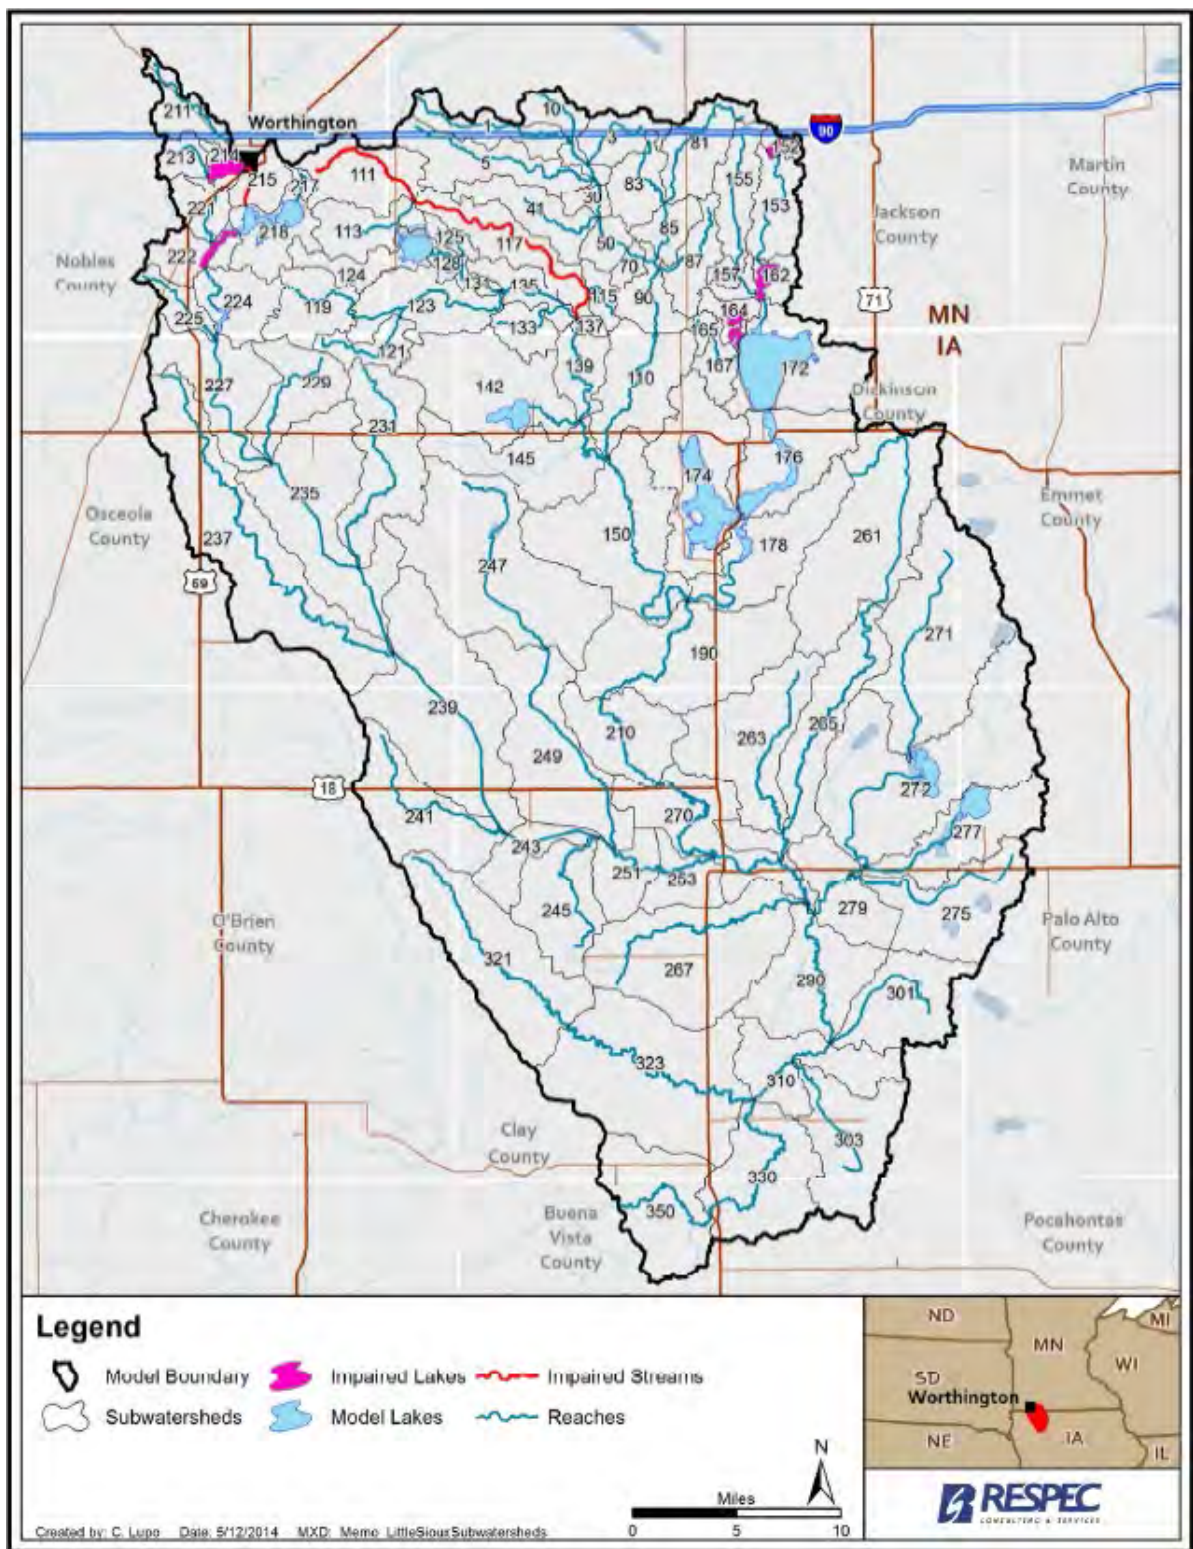 Worthington
90
Martin
County
Jackson
County
Nobles
County
71
MN
IA
Dickinson
County
Osceola
County
Emmet
County
69
18
O'Brien
County
Palo Alto
County
Clay
County
Cherokee
County
Buena
Vista
County
Pocahontas
County
211
10
1
3
81
152
213
214
215
217
111
5
83
155
153
30
41
221
218
113
125
117
50
85
87
70
222
128
124
131
135
115
90
157
162
224
119
123
133
137
164
165
225
121
139
167
172
227
229
142
110
231
145
174
176
235
150
178
261
237
247
271
190
239
210
263
265
249
272
241
243
270
277
251
253
245
279
275
321
267
290
301
323
310
303
330
350
Legend
Model Boundary
Impaired Lakes
Impaired Streams
Subwatersheds
Model Lakes
Reaches
N
Miles
0 5 10
Created by: C. Lupo Date: 5/12/2014 MXD: Memo_LittleSiouxSubwatersheds
ND
MN
MI
SD
WI
Worthington
NE
IA
IL
RESPEC
CONSULTING & SERVICES